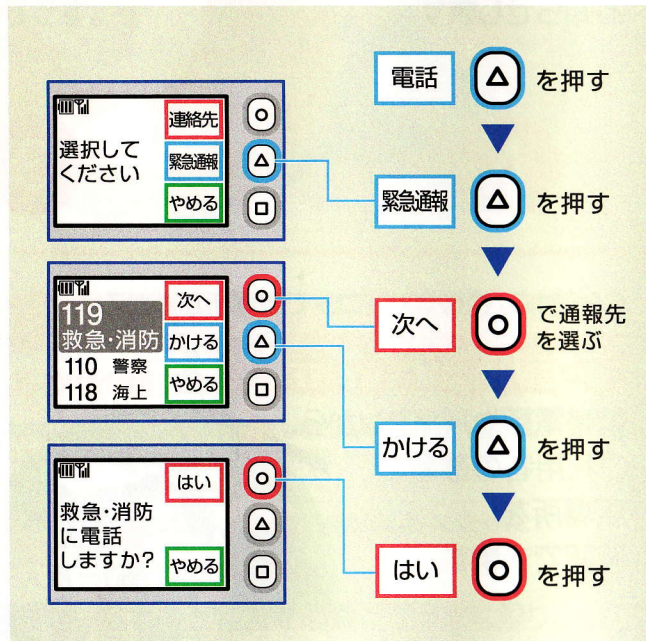 電話 △ を押す
選択して
ください
連絡先
緊急通報
やめる
○
△
□
緊急通報 △ を押す
119
救急・消防
110 警察
118 海上
次へ
かける
やめる
○
△
□
次へ ○ で通報先
を選ぶ
かける △ を押す
救急・消防
に電話
しますか?
はい
やめる
○
△
□
はい ○ を押す